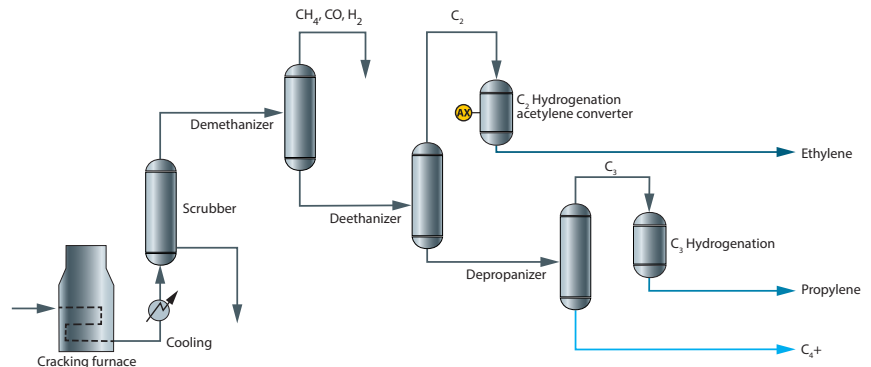 CH₄, CO, H₂
C₂
AX
C₂ Hydrogenation
acetylene converter
Demethanizer
Ethylene
C₃
Scrubber
Deethanizer
C₃ Hydrogenation
Depropanizer
Propylene
Cooling
C₄+
Cracking furnace